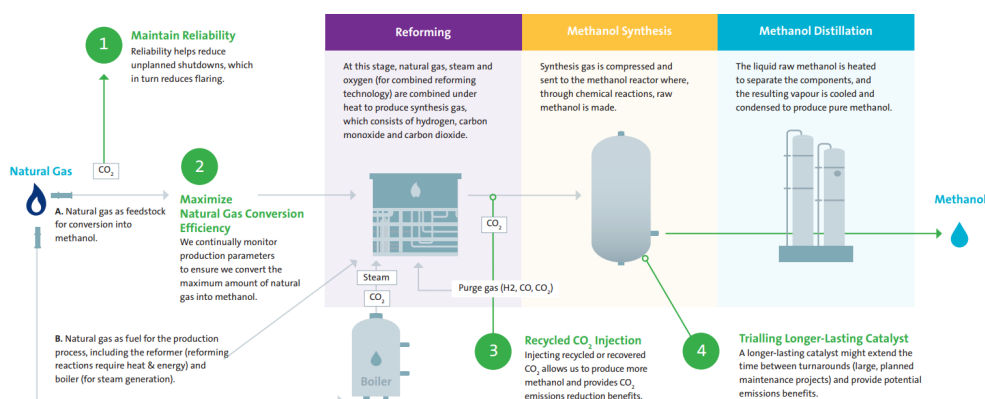 1
Maintain Reliability
Reliability helps reduce
unplanned shutdowns, which
in turn reduces flaring.
CO₂
Natural Gas
A. Natural gas as feedstock
for conversion into
methanol.
2
Maximize
Natural Gas Conversion
Efficiency
We continually monitor
production parameters
to ensure we convert the
maximum amount of natural
gas into methanol.
B. Natural gas as fuel for the production
process, including the reformer (reforming
reactions require heat & energy) and
boiler (for steam generation).
Reforming
At this stage, natural gas, steam and
oxygen (for combined reforming
technology) are combined under
heat to produce synthesis gas,
which consists of hydrogen, carbon
monoxide and carbon dioxide.
CO₂
Steam
CO₂
Purge gas (H2, CO, CO₂)
Boiler
Methanol Synthesis
Synthesis gas is compressed and
sent to the methanol reactor where,
through chemical reactions, raw
methanol is made.
Methanol Distillation
The liquid raw methanol is heated
to separate the components, and
the resulting vapour is cooled and
condensed to produce pure methanol.
Methanol
3
Recycled CO₂ Injection
Injecting recycled or recovered
CO₂ allows us to produce more
methanol and provides CO₂
emissions reduction benefits.
4
Trialling Longer-Lasting Catalyst
A longer-lasting catalyst might extend the
time between turnarounds (large, planned
maintenance projects) and provide potential
emissions benefits.